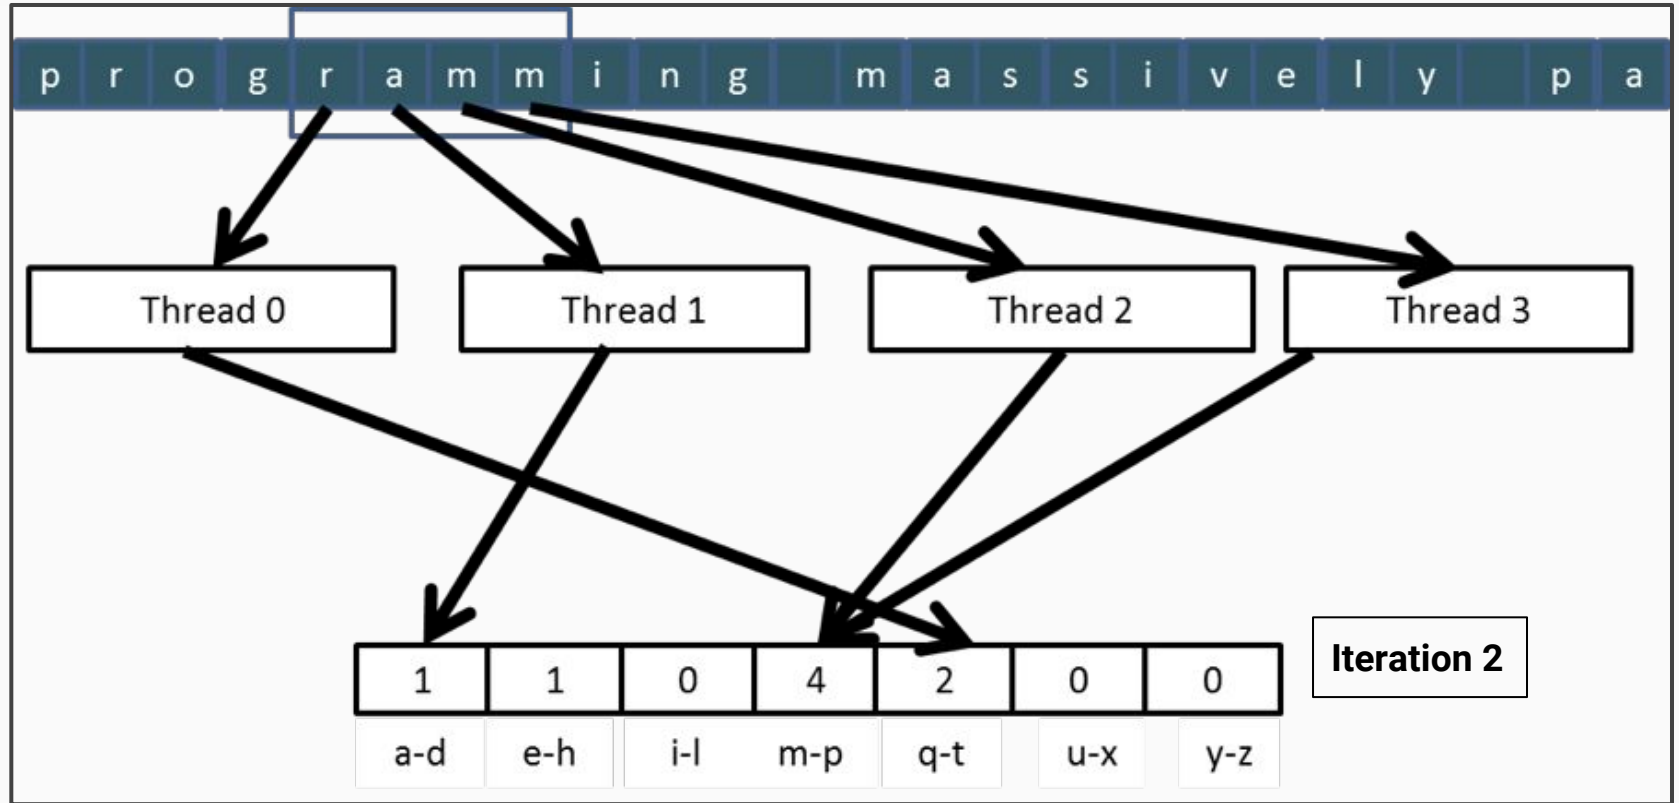 p r o g r a m m i n g m a s s i v e l y p a
Thread 0 Thread 1 Thread 2 Thread 3
1 1 0 4 2 0 0
Iteration 2
a-d e-h i-l m-p q-t u-x y-z